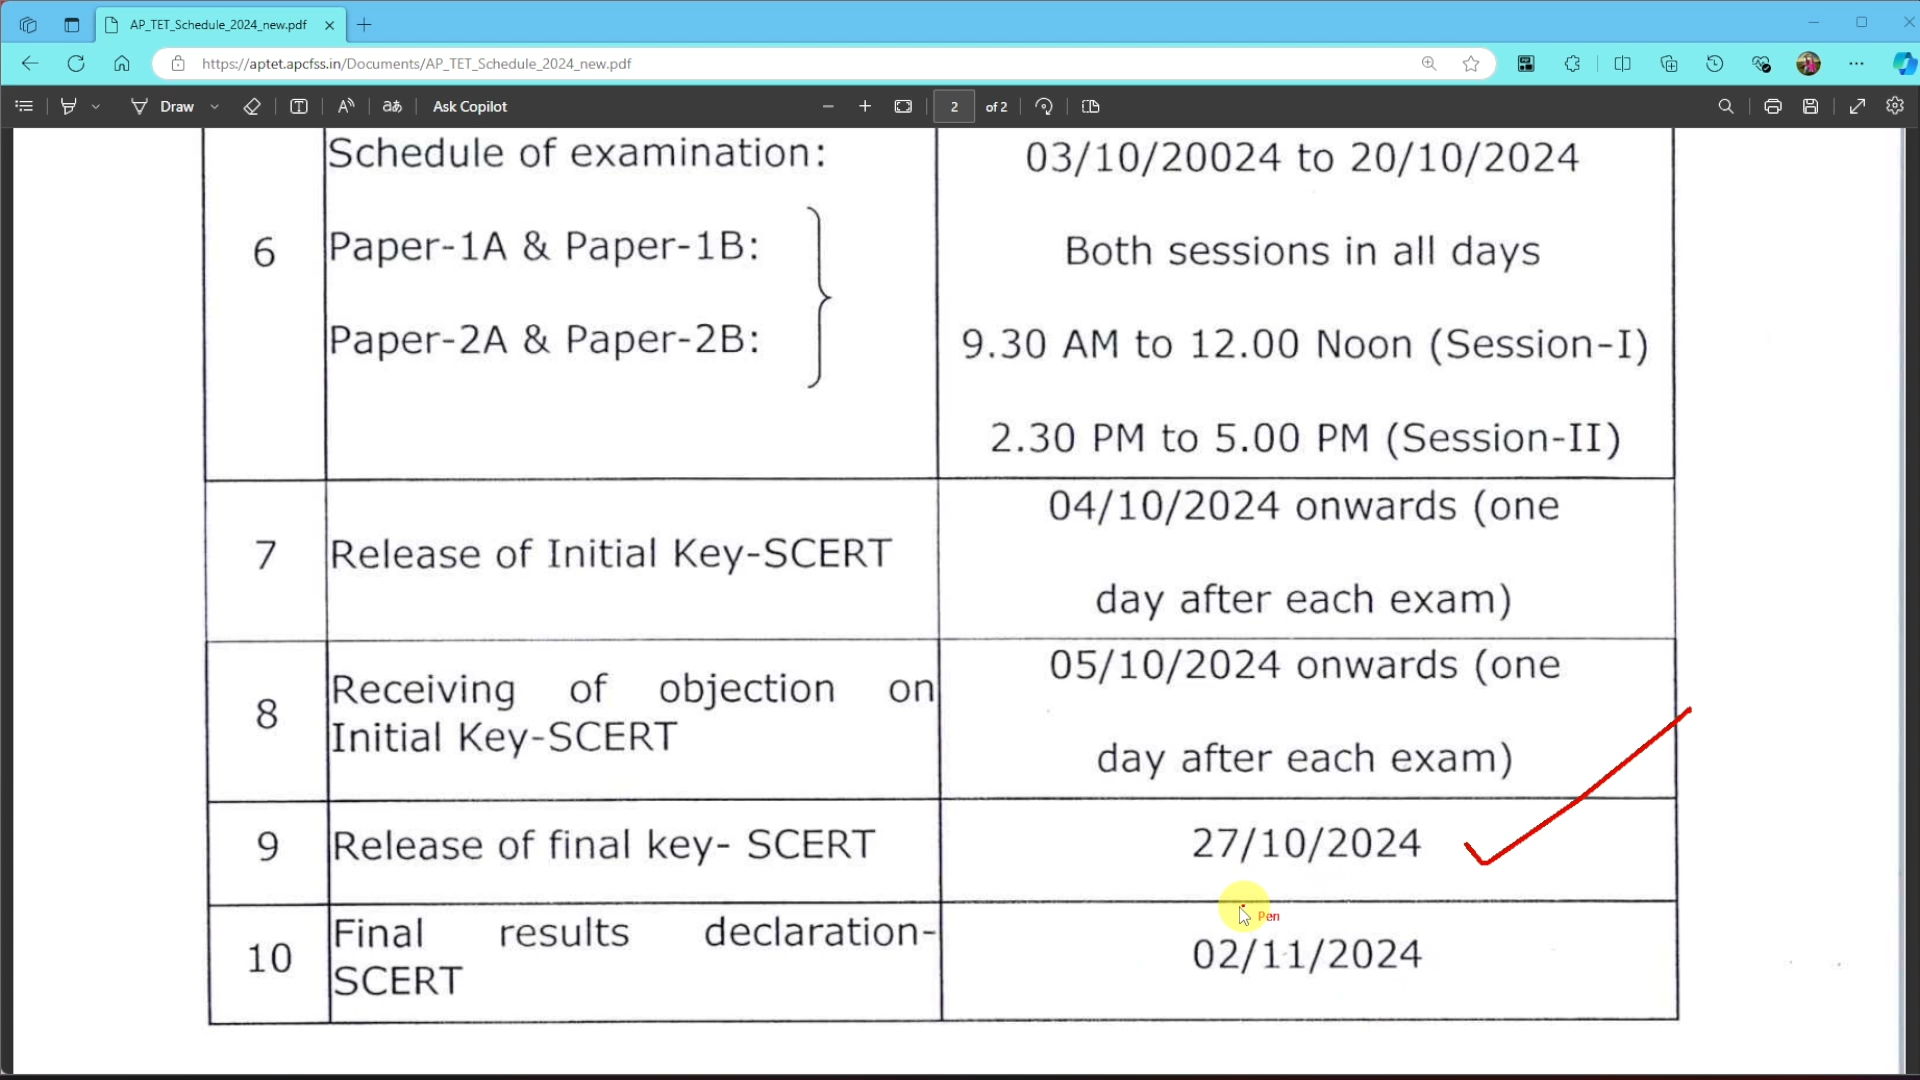 AP_TET_Schedule_2024_new.pdf
https://aptet.apcfss.in/Documents/AP_TET_Schedule_2024_new.pdf
Draw
Ask Copilot
2 of 2
Schedule of examination:
Paper-1A & Paper-1B:
Paper-2A & Paper-2B:
6
03/10/20024 to 20/10/2024
Both sessions in all days
9.30 AM to 12.00 Noon (Session-I)
2.30 PM to 5.00 PM (Session-II)
7
Release of Initial Key-SCERT
04/10/2024 onwards (one
day after each exam)
8
Receiving of objection on
Initial Key-SCERT
05/10/2024 onwards (one
day after each exam)
9
Release of final key- SCERT
27/10/2024
Pen
10
Final results declaration-
SCERT
02/11/2024